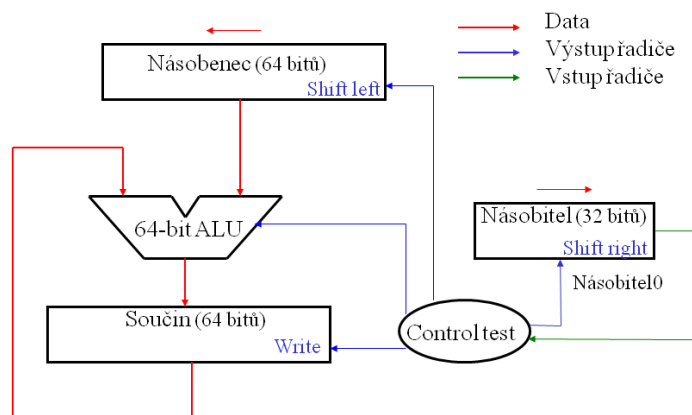 Data
Výstup řadiče
Vstup řadiče
Násobenec (64 bitů)
Shift left
64-bit ALU
Násobitel (32 bitů)
Shift right
Násobitel0
Součin (64 bitů)
Write
Control test